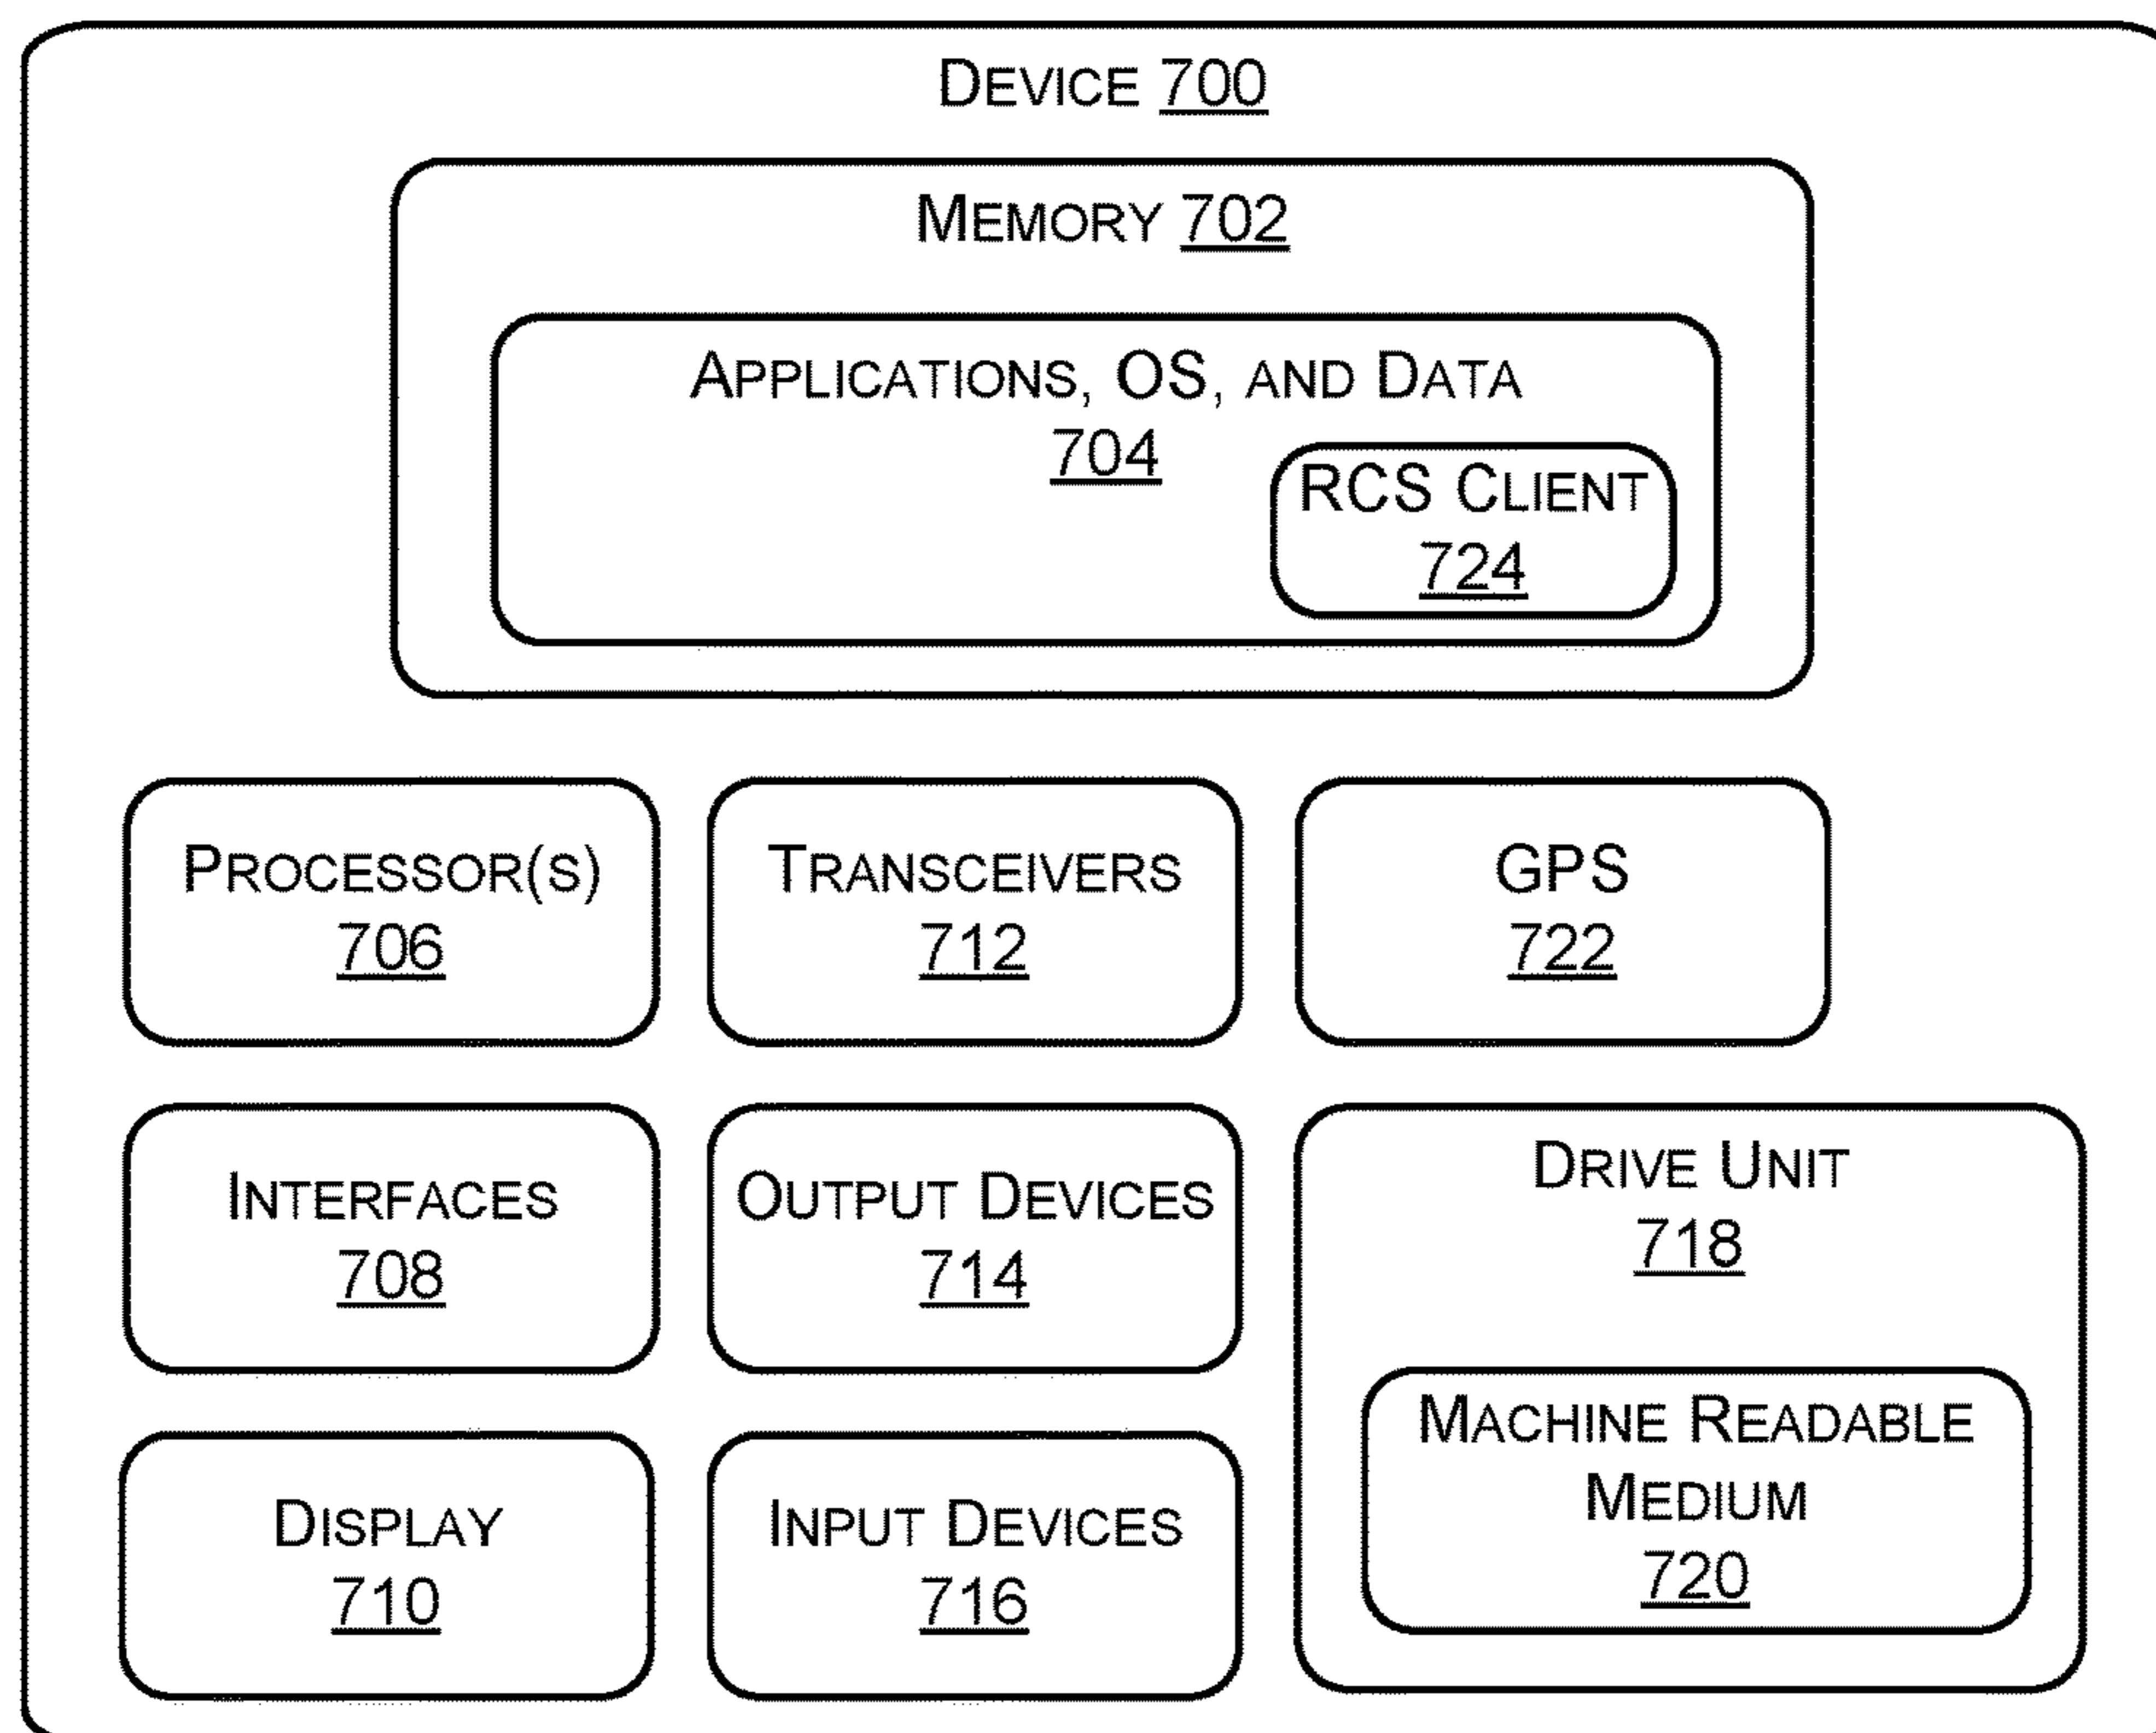 DEVICE 700
MEMORY 702
APPLICATIONS, OS, AND DATA
704
RCS CLIENT
724
PROCESSOR(S)
706
TRANSCEIVERS
712
GPS
722
INTERFACES
708
OUTPUT DEVICES
714
DRIVE UNIT
718
MACHINE READABLE
MEDIUM
720
DISPLAY
710
INPUT DEVICES
716